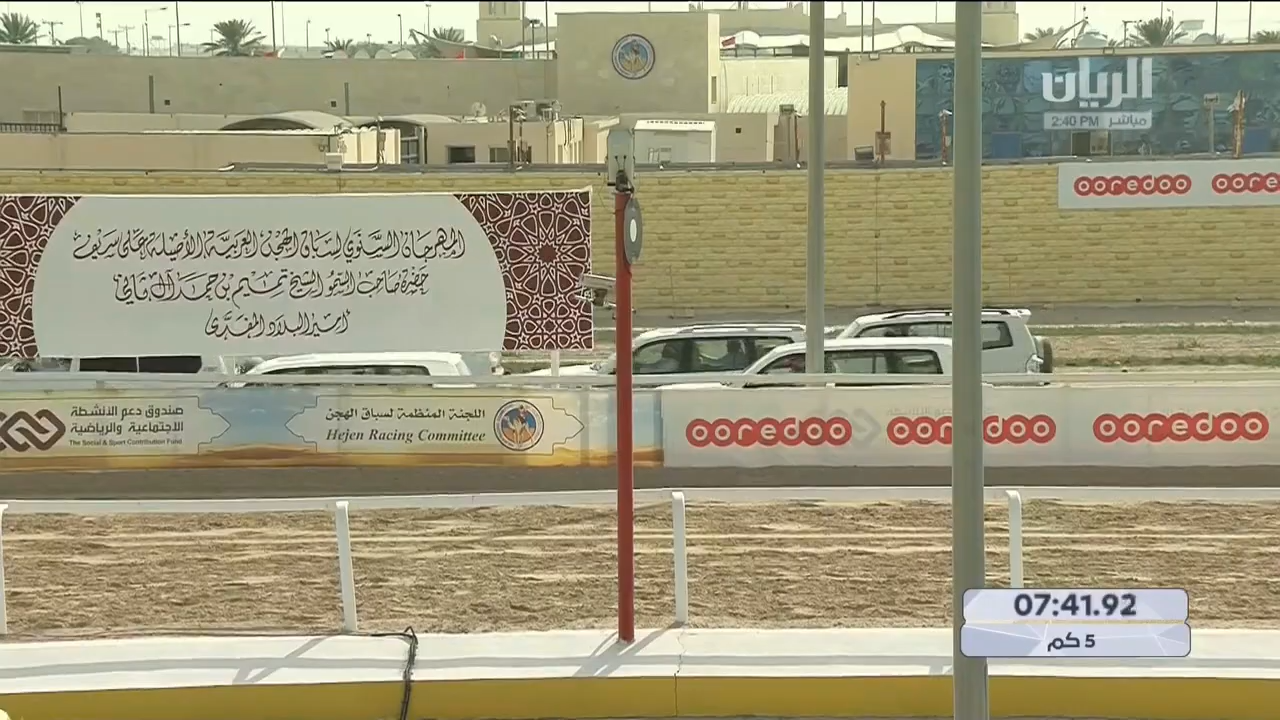 الريان
2:40 PM مباشر
ooredoo
المهرجان السنوي لسباق الهجن العربية الأصيلة على سيف
حضرة صاحب السمو الشيخ تميم بن حمد آل ثاني
أمير البلاد المفدى
صندوق دعم الأنشطة
الاجتماعية والرياضية
The Social & Sport Contribution Fund
اللجنة المنظمة لسباق الهجن
Hejen Racing Committee
ooredoo ooredoo ooredoo
07:41.92
5 كم